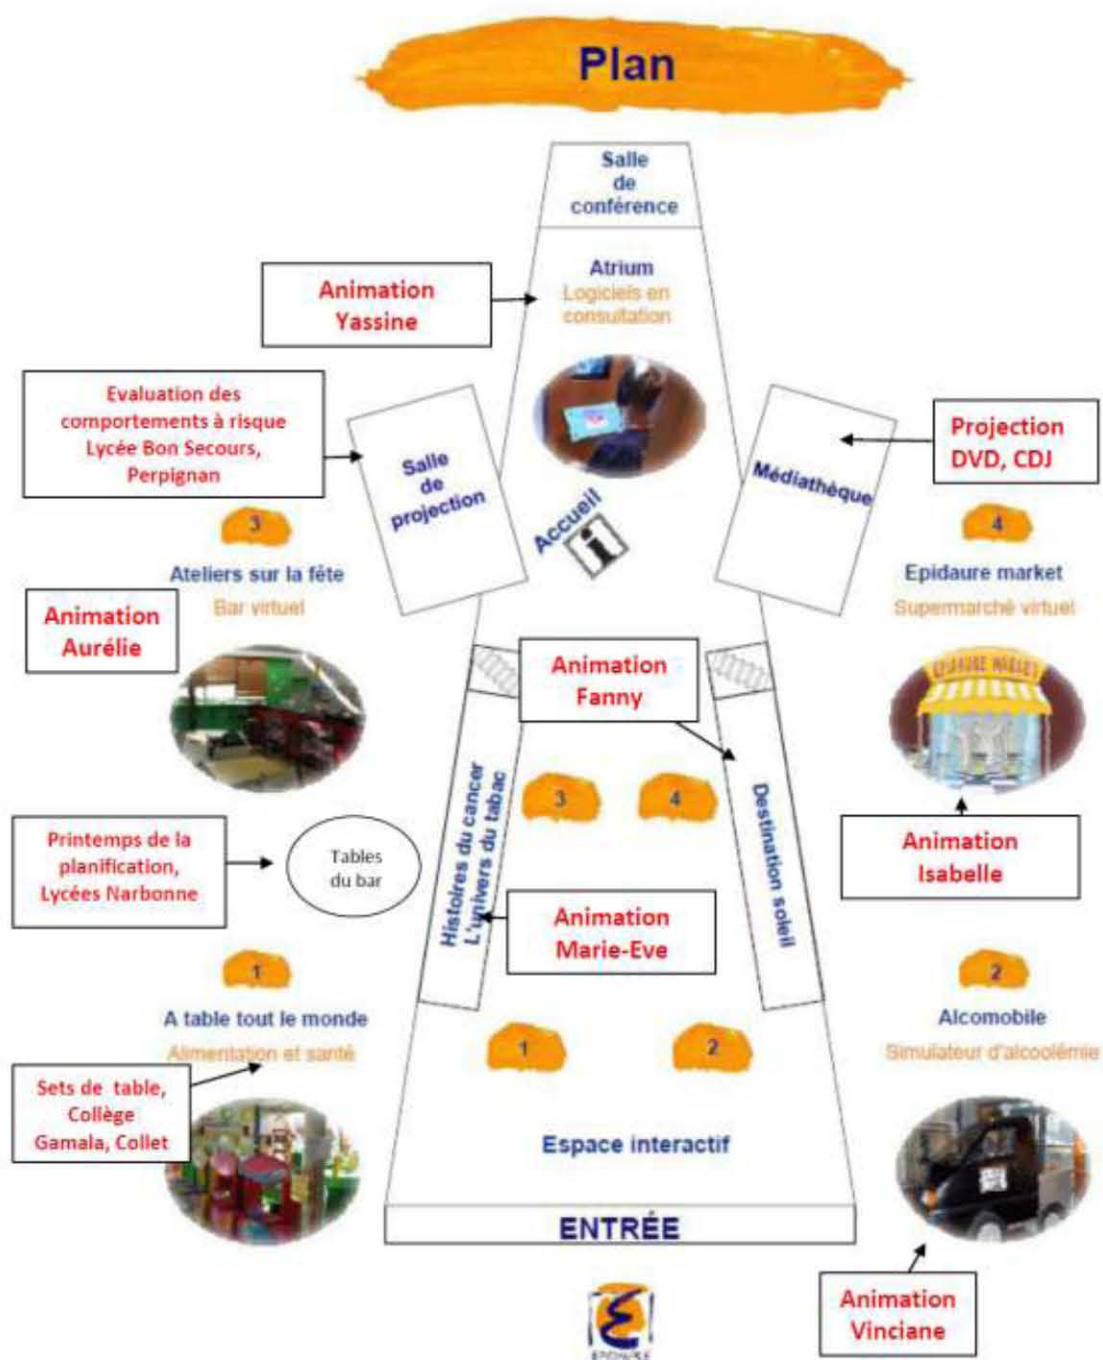 Plan
Salle
de
conférence
Atrium
Logiciels en
consultation
Animation
Yassine
Evaluation des
comportements à risque
Lycée Bon Secours,
Perpignan
Salle
de
projection
Médiathèque
Projection
DVD, CDJ
Accueil
i
3
Ateliers sur la fête
Bar virtuel
Animation
Aurélie
4
Epidaure market
Supermarché virtuel
EPIDAURE MARKET
Animation
Isabelle
Animation
Fanny
3
4
Histoires du cancer
L'univers du tabac
Destination soleil
Printemps de la
planification,
Lycées Narbonne
Tables
du bar
Animation
Marie-Eve
1
A table tout le monde
Alimentation et santé
Sets de table,
Collège
Gamala, Collet
2
Alcomobile
Simulateur d'alcoolémie
1
2
Espace interactif
ENTRÉE
Animation
Vinciane
EPIDAURE